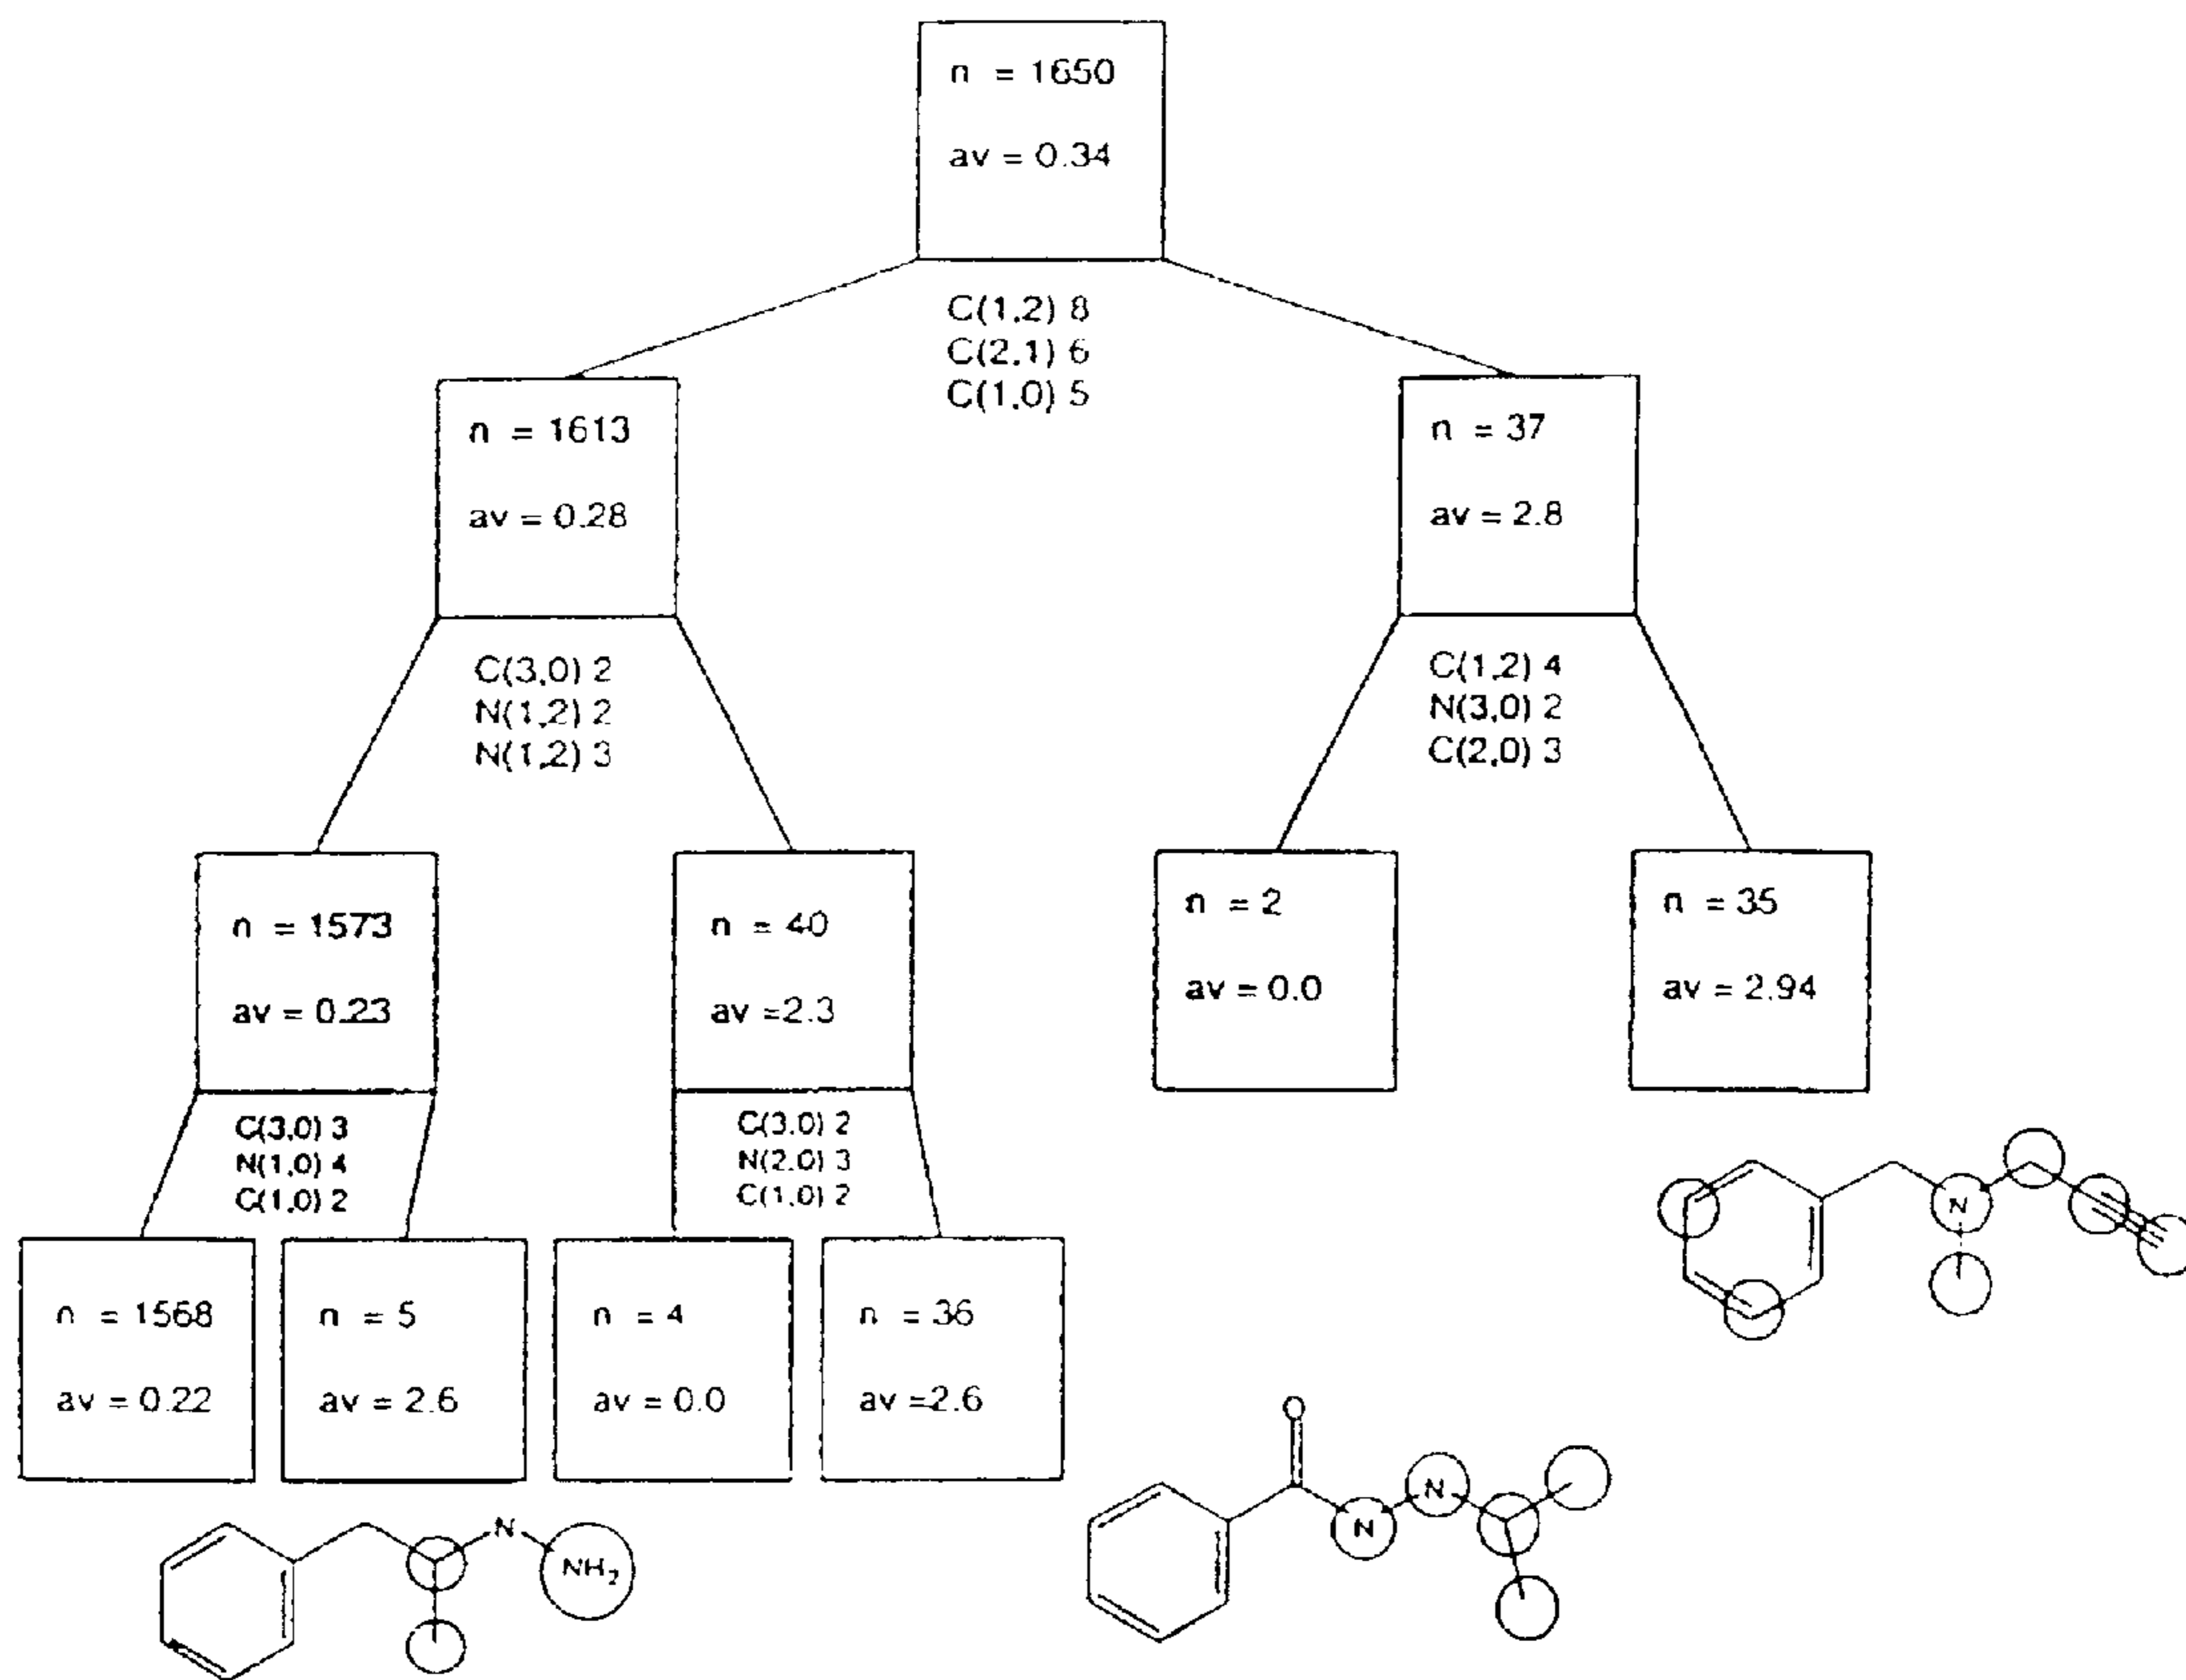 n = 1650
av = 0.34
C(1,2) 8
C(2,1) 6
C(1,0) 5
n = 1613
av = 0.28
n = 37
av = 2.8
C(3,0) 2
N(1,2) 2
N(1,2) 3
C(1,2) 4
N(3,0) 2
C(2,0) 3
n = 1573
av = 0.23
n = 40
av =2.3
n = 2
av = 0.0
n = 35
av = 2.94
C(3,0) 3
N(1,0) 4
C(1,0) 2
C(3,0) 2
N(2,0) 3
C(1,0) 2
n = 1568
av = 0.22
n = 5
av = 2.6
n = 4
av = 0.0
n = 36
av =2.6
N
O
N
N
N
NH2